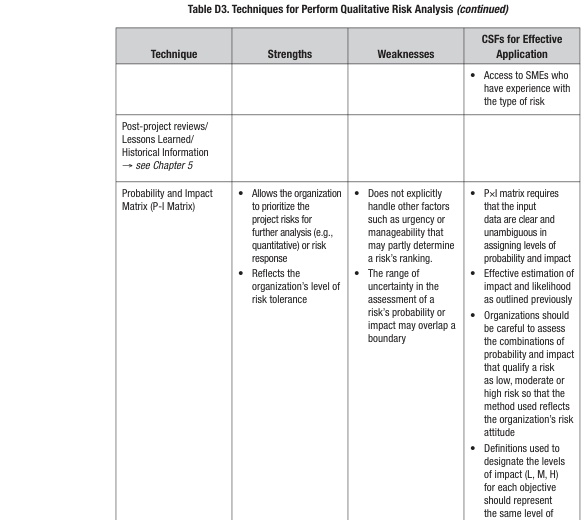 Table D3. Techniques for Perform Qualitative Risk Analysis (continued)
Technique
Strengths
Weaknesses
CSFs for Effective
Application
• Access to SMEs who
have experience with
the type of risk
Post-project reviews/
Lessons Learned/
Historical Information
→ see Chapter 5
Probability and Impact
Matrix (P-I Matrix)
• Allows the organization
to prioritize the
project risks for
further analysis (e.g.,
quantitative) or risk
response
• Reflects the
organization's level of
risk tolerance
• Does not explicitly
handle other factors
such as urgency or
manageability that
may partly determine
a risk's ranking.
• The range of
uncertainty in the
assessment of a
risk's probability or
impact may overlap a
boundary
• P×I matrix requires
that the input
data are clear and
unambiguous in
assigning levels of
probability and impact
• Effective estimation of
impact and likelihood
as outlined previously
• Organizations should
be careful to assess
the combinations of
probability and impact
that qualify a risk
as low, moderate or
high risk so that the
method used reflects
the organization's risk
attitude
• Definitions used to
designate the levels
of impact (L, M, H)
for each objective
should represent
the same level of